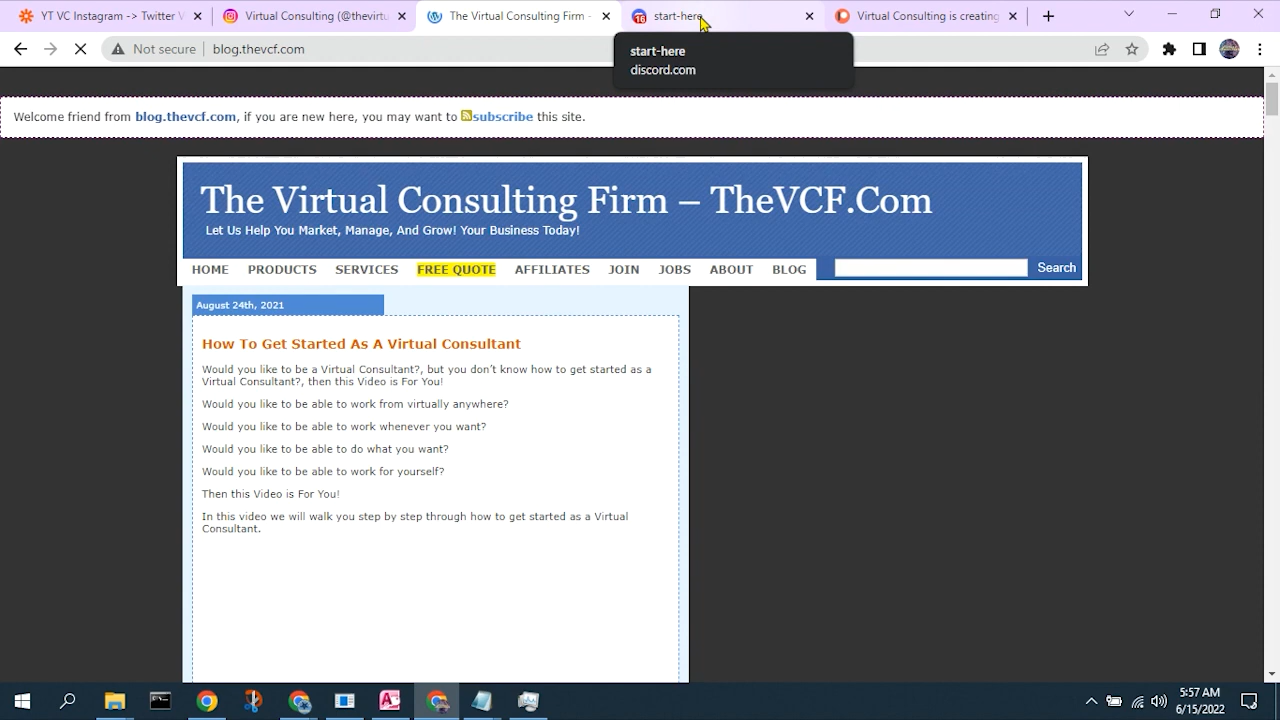 YT VC Instagram -> Twitter V
Virtual Consulting (@thevirtu
The Virtual Consulting Firm -
16
start-here
Virtual Consulting is creating
Not secure
blog.thevcf.com
start-here
discord.com
Welcome friend from blog.thevcf.com, if you are new here, you may want to subscribe this site.
The Virtual Consulting Firm – TheVCF.Com
Let Us Help You Market, Manage, And Grow! Your Business Today!
HOME PRODUCTS SERVICES FREE QUOTE AFFILIATES JOIN JOBS ABOUT BLOG Search
August 24th, 2021
How To Get Started As A Virtual Consultant
Would you like to be a Virtual Consultant?, but you don’t know how to get started as a
Virtual Consultant?, then this Video is For You!
Would you like to be able to work from virtually anywhere?
Would you like to be able to work whenever you want?
Would you like to be able to do what you want?
Would you like to be able to work for yourself?
Then this Video is For You!
In this video we will walk you step by step through how to get started as a Virtual
Consultant.
5:57 AM
6/15/2022